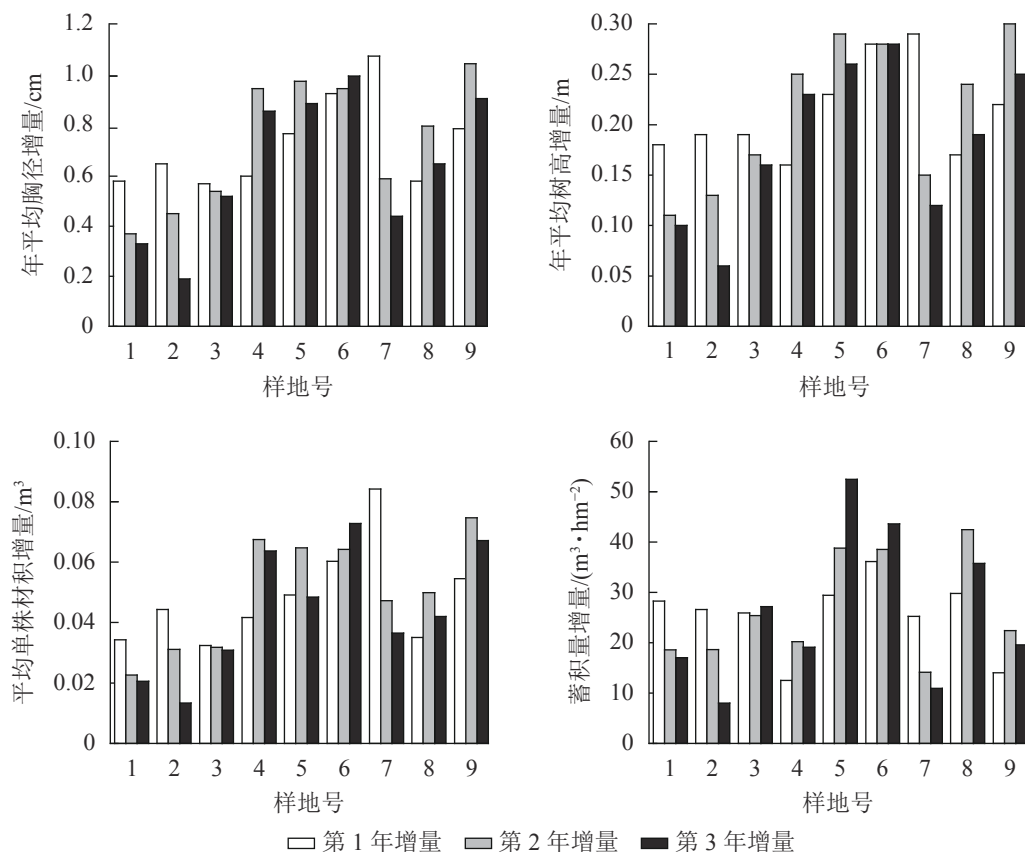 年平均胸径增量/cm
1.2
1.0
0.8
0.6
0.4
0.2
0
1 2 3 4 5 6 7 8 9
样地号
年平均树高增量/m
0.30
0.25
0.20
0.15
0.10
0.05
0
1 2 3 4 5 6 7 8 9
样地号
平均单株材积增量/m³
0.10
0.08
0.06
0.04
0.02
0
1 2 3 4 5 6 7 8 9
样地号
蓄积量增量/(m³·hm⁻²)
60
50
40
30
20
10
0
1 2 3 4 5 6 7 8 9
样地号
第 1 年增量 第 2 年增量 第 3 年增量